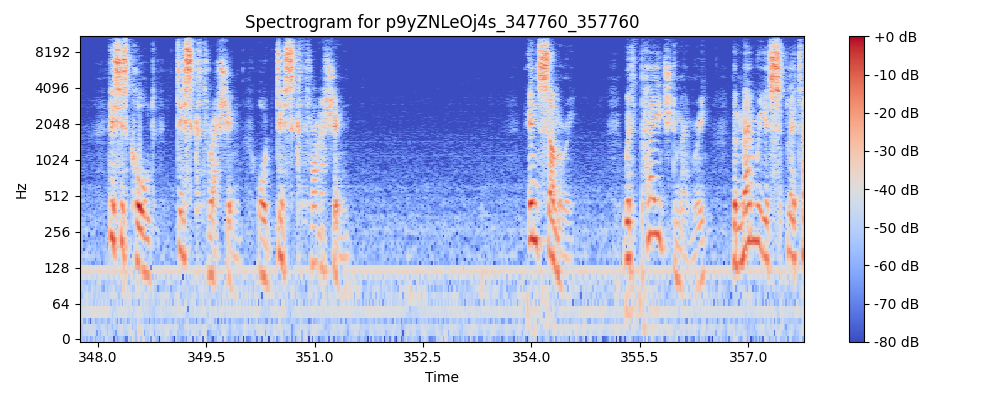 Spectrogram for p9yZNLeOj4s_347760_357760
Hz
8192
4096
2048
1024
512
256
128
64
0
348.0 349.5 351.0 352.5 354.0 355.5 357.0
Time
+0 dB
-10 dB
-20 dB
-30 dB
-40 dB
-50 dB
-60 dB
-70 dB
-80 dB